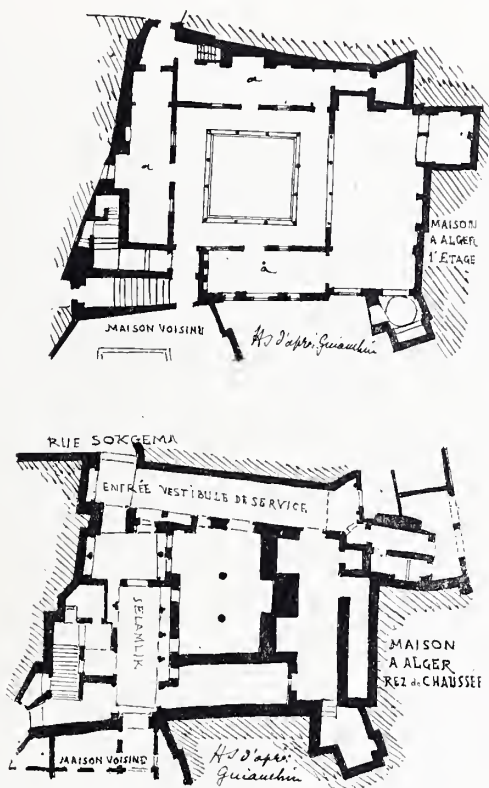 a
a
a
MAISON
A ALGER
1r ETAGE
MAISON VOISINE
HS d'après Guiauchin
RUE SOKGEMA
ENTRÉE VESTIBULE DE SERVICE
SELAMLIK
MAISON
A ALGER
REZ de CHAUSSÉE
MAISON VOISINE
HS d'après
Guiauchin